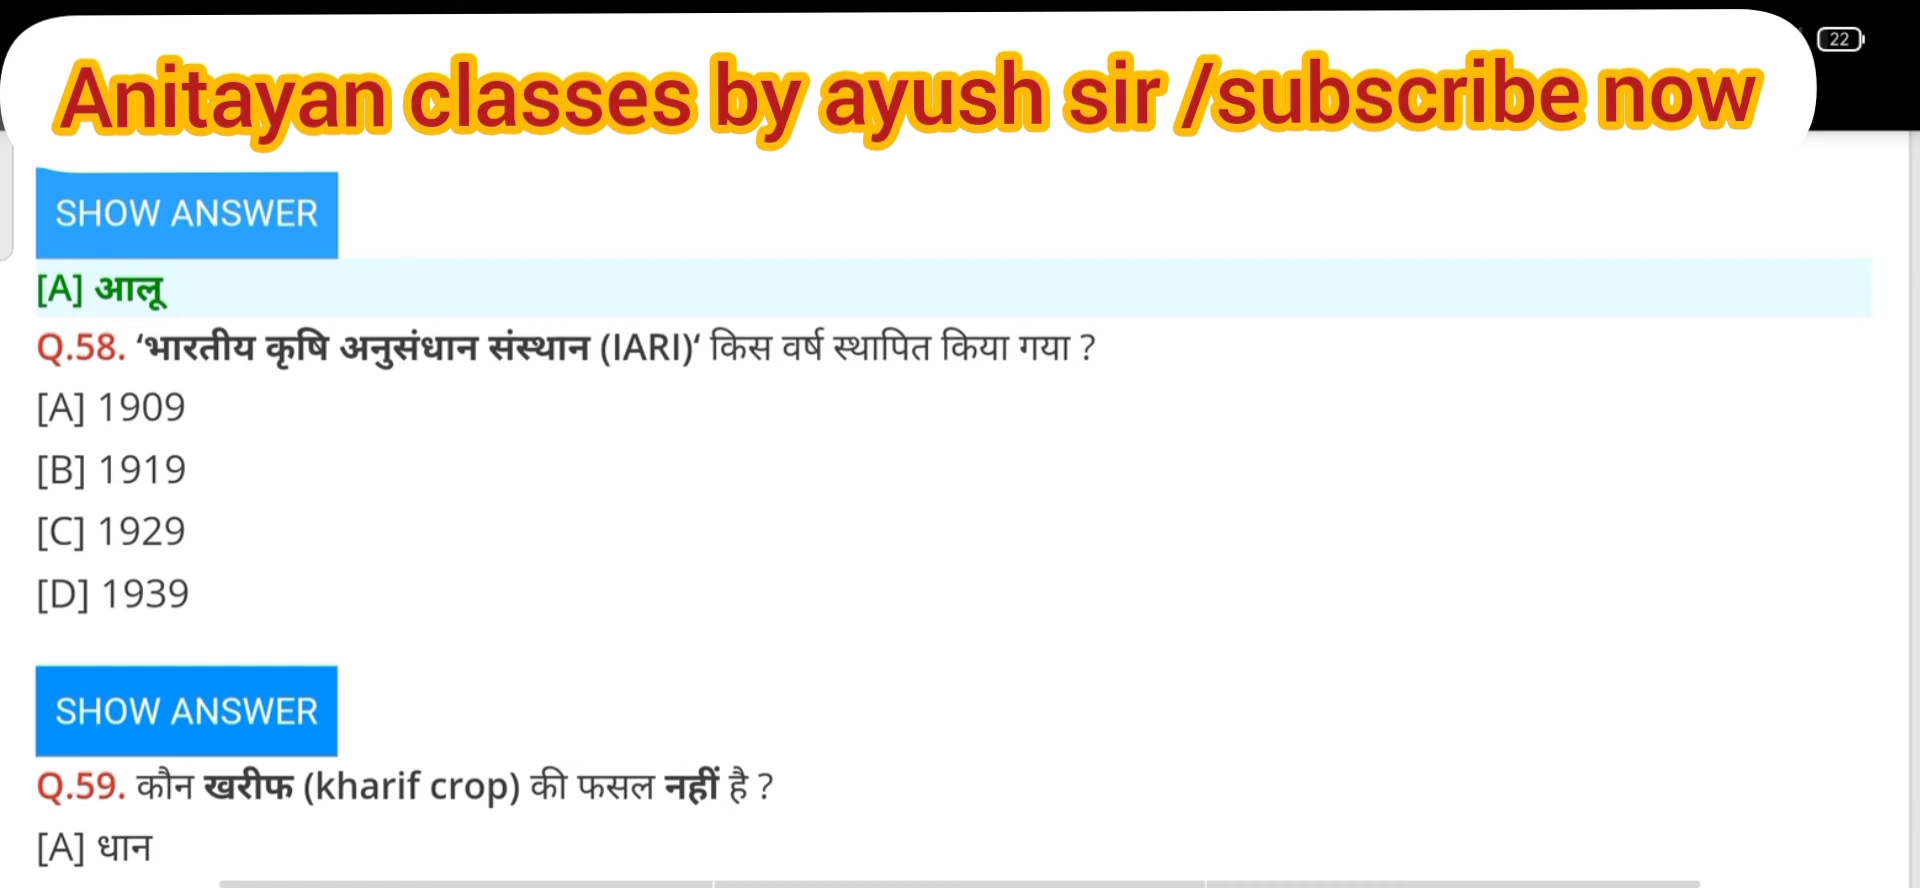 Anitayan classes by ayush sir /subscribe now
22
SHOW ANSWER
[A] आलू
Q.58. ‘भारतीय कृषि अनुसंधान संस्थान (IARI)‘ किस वर्ष स्थापित किया गया ?
[A] 1909
[B] 1919
[C] 1929
[D] 1939
SHOW ANSWER
Q.59. कौन खरीफ (kharif crop) की फसल नहीं है ?
[A] धान